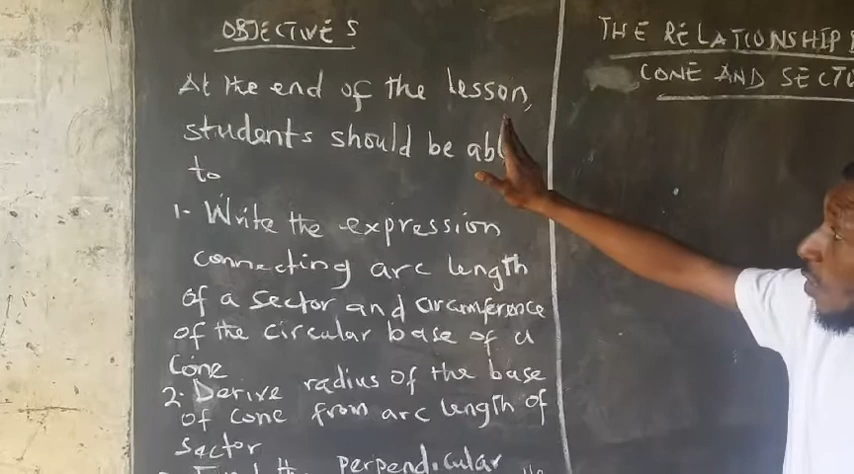 OBJECTIVES
At the end of the lesson,
students should be
to
1. Write the expression
connecting arc length
of a sector and circumference
of the circular base of a
Cone
2. Derive radius of the base
of cone from arc length of
sector
the perpendicular
THE RELATIONSHIP
CONE AND